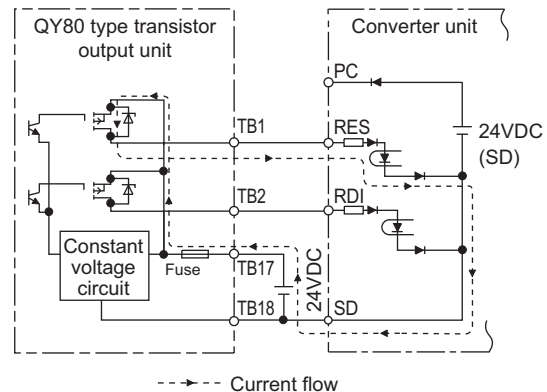 QY80 type transistor
output unit
Converter unit
PC
TB1
RES
24VDC
(SD)
TB2
RDI
Constant
voltage
circuit
Fuse
TB17
24VDC
TB18
SD
Current flow